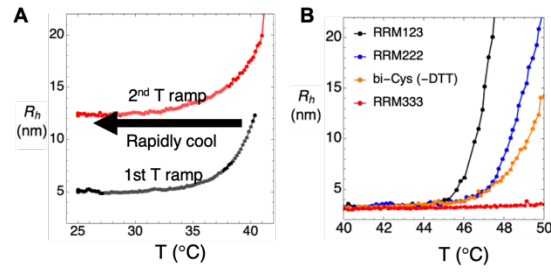 A
20
15
10
5
R_h
(nm)
2nd T ramp
Rapidly cool
1st T ramp
25 30 35 40
T (°C)
B
20
15
10
5
R_h
(nm)
RRM123
RRM222
bi-Cys (−DTT)
RRM333
40 42 44 46 48 50
T (°C)